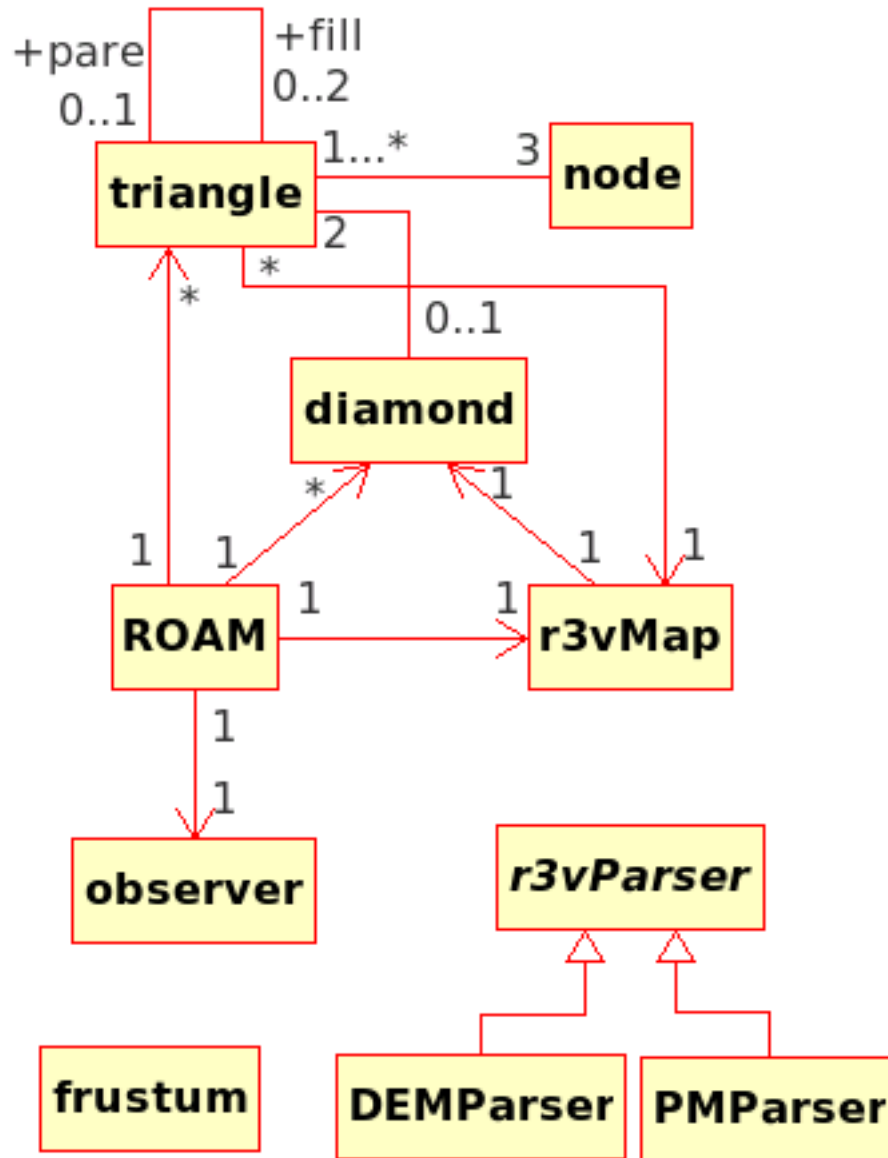 +pare
+fill
0..1
0..2
triangle
1...*
3
node
2
*
*
0..1
diamond
*
1
1
1
1
1
1
1
ROAM
r3vMap
1
1
observer
r3vParser
frustum
DEMParser
PMParser